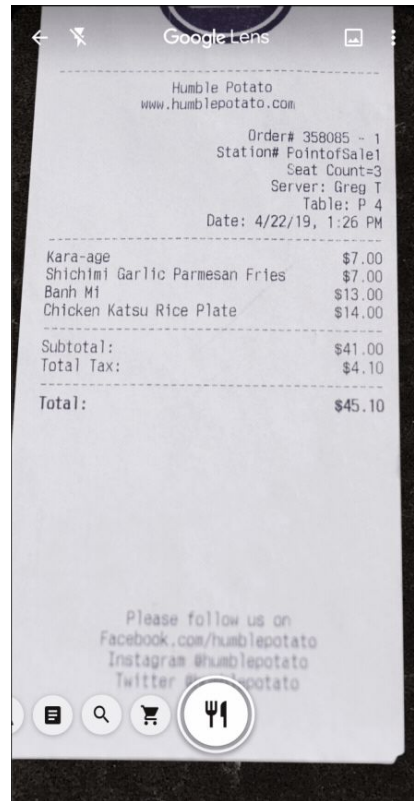 Google Lens
Humble Potato
www.humblepotato.com
Order# 358085 - 1
Station# PointofSale1
Seat Count=3
Server: Greg T
Table: P 4
Date: 4/22/19, 1:26 PM
Kara-age $7.00
Shichimi Garlic Parmesan Fries $7.00
Banh Mi $13.00
Chicken Katsu Rice Plate $14.00
Subtotal: $41.00
Total Tax: $4.10
Total: $45.10
Please follow us on
Facebook.com/humblepotato
Instagram @humblepotato
Twitter @humblepotato